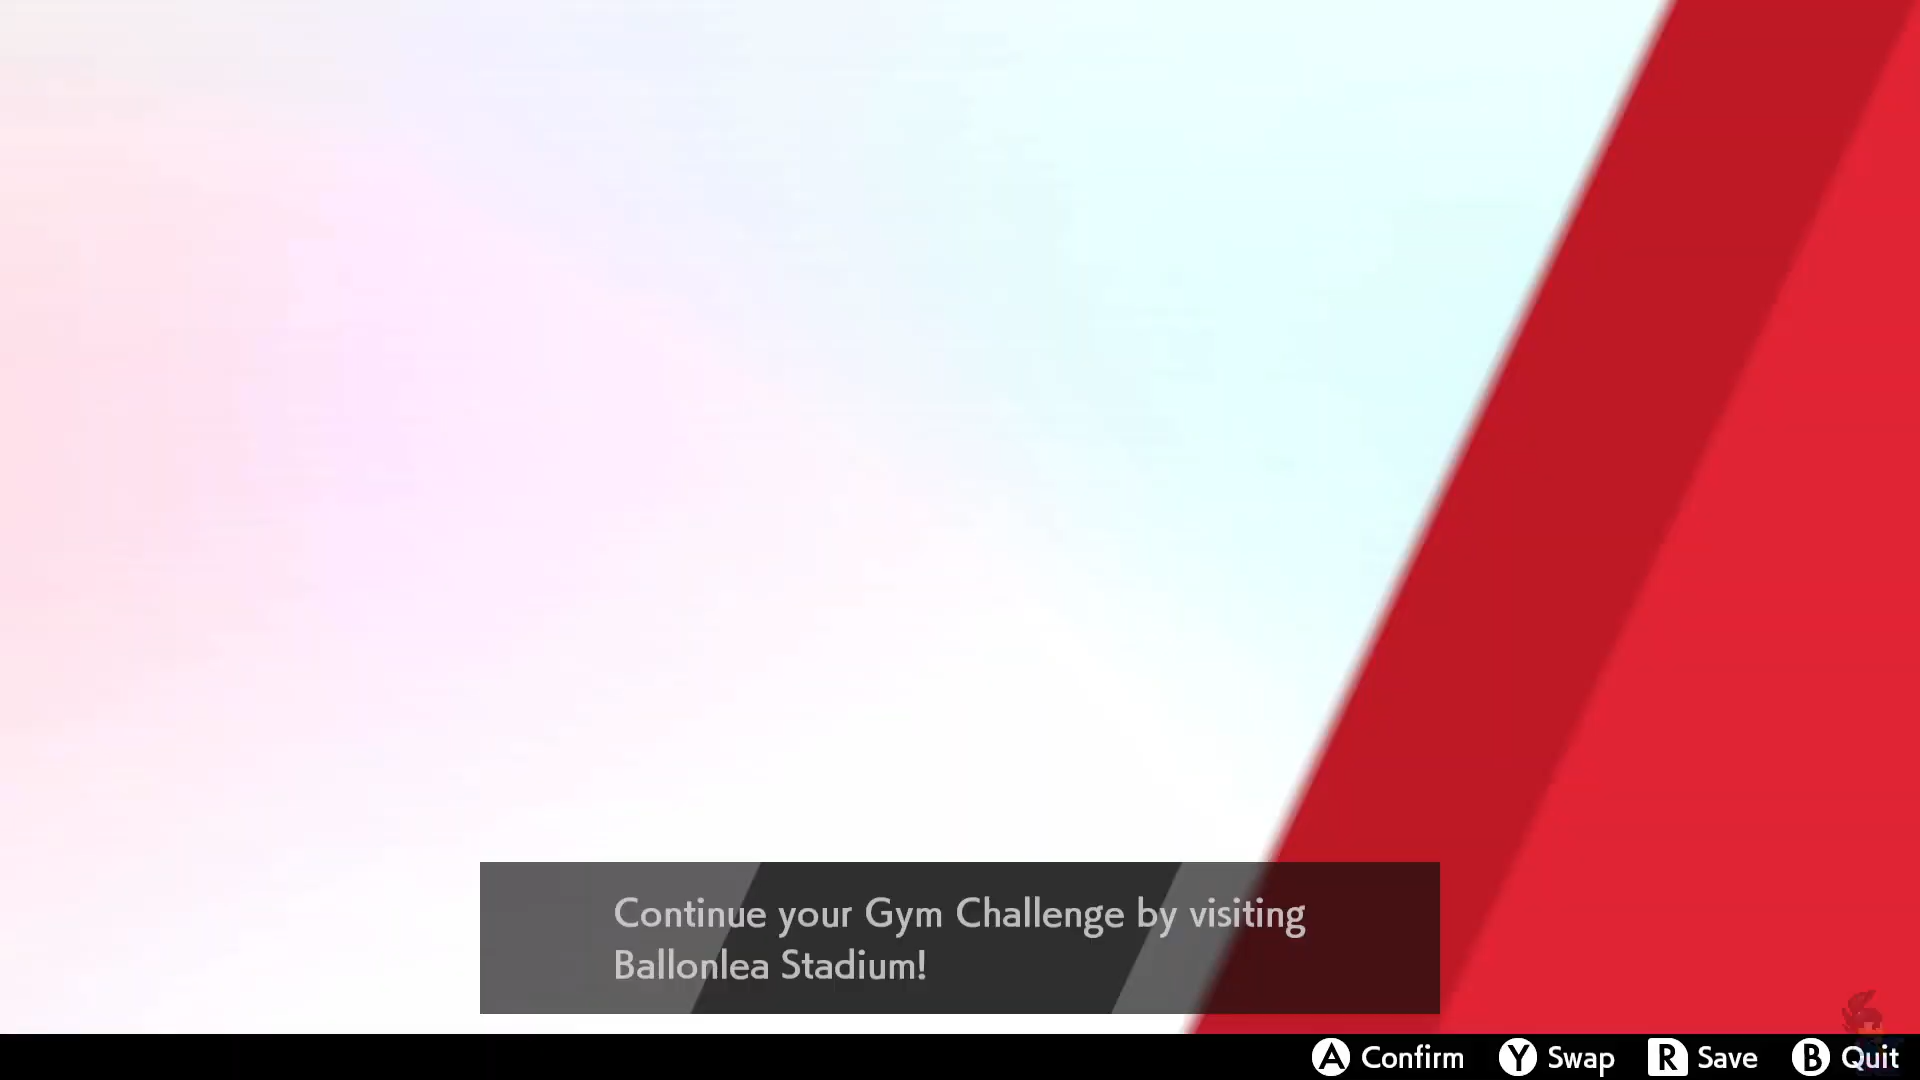 Continue your Gym Challenge by visiting
Ballonlea Stadium!
A Confirm Y Swap R Save B Quit